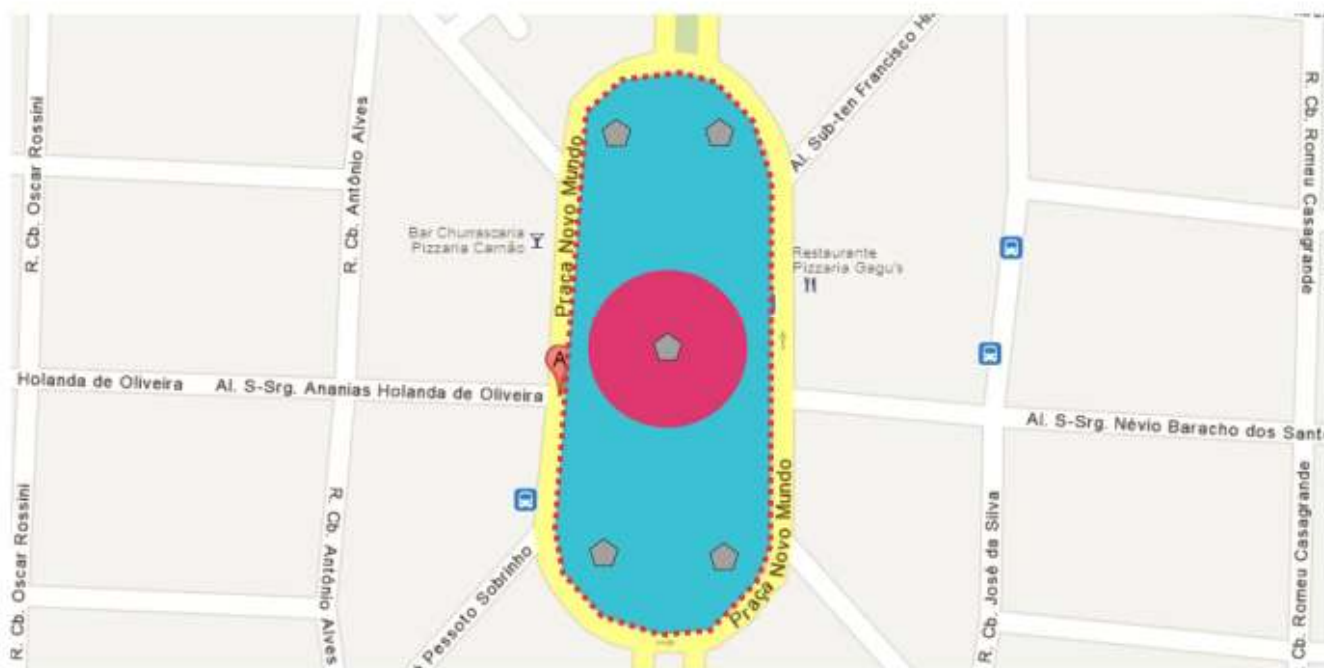 R. Cb. Oscar Rossini
R. Cb. Antônio Alves
Praça Novo Mundo
Al. Sub-ten Francisco
R. Cb. Romeu Casagrande
Bar Churrascaria
Pizzaria Carnão
Restaurante
Pizzaria Gagu's
A
Holanda de Oliveira
Al. S-Srg. Ananias Holanda de Oliveira
Al. S-Srg. Névio Baracho dos Sant
R. Cb. Oscar Rossini
R. Cb. Antônio Alves
Pessoto Sobrinho
Praça Novo Mundo
R. Cb. José da Silva
Cb. Romeu Casagrande